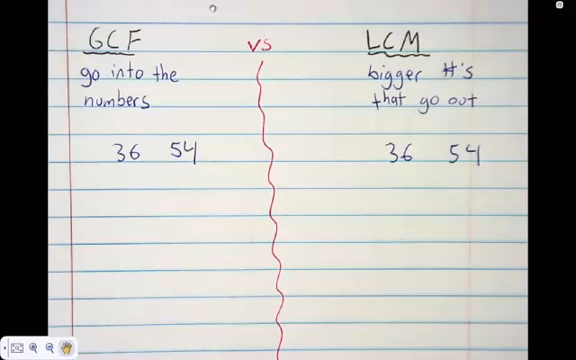 GCF vs LCM
go into the
numbers
bigger #'s
that go out
36 54
36 54